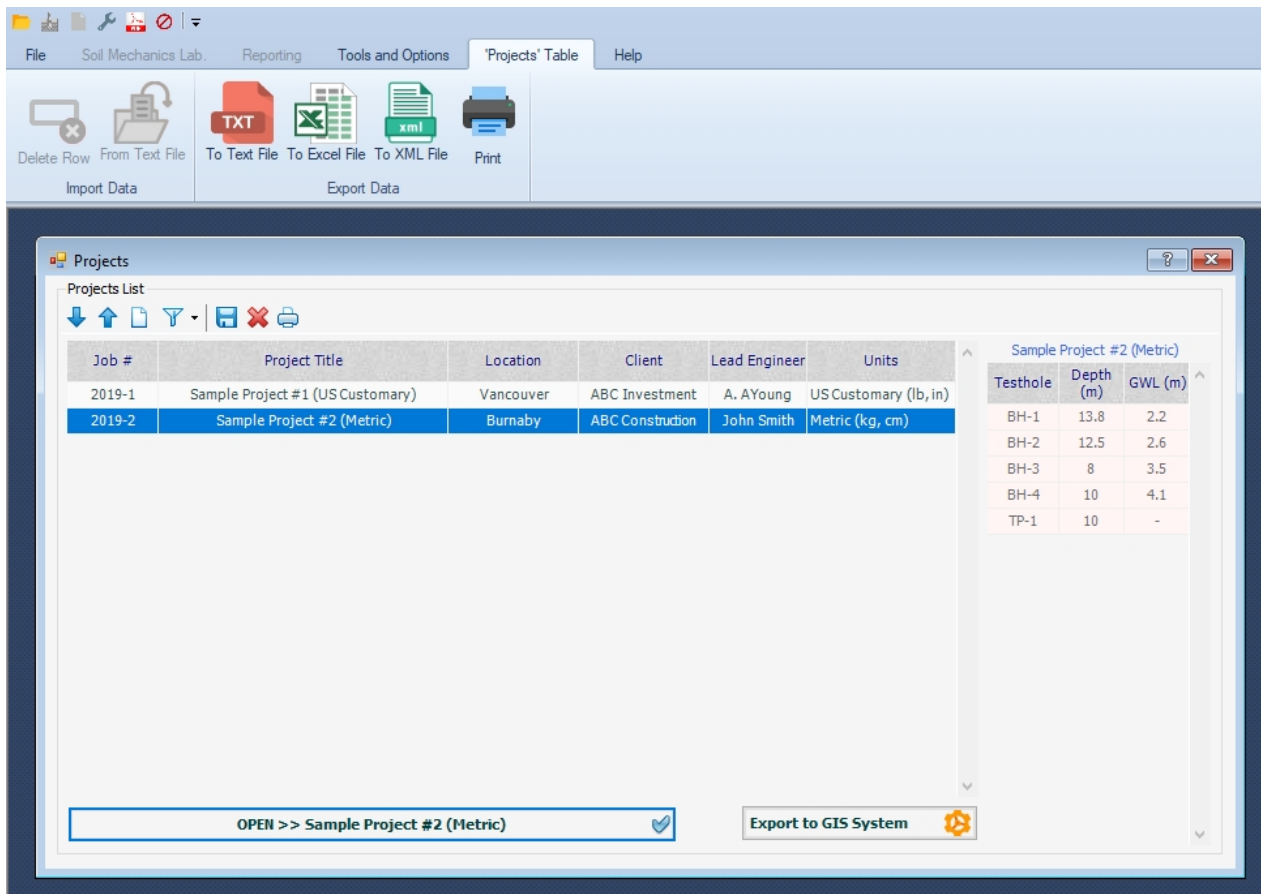 File Soil Mechanics Lab. Reporting Tools and Options 'Projects' Table Help
TXT xml
Delete Row From Text File To Text File To Excel File To XML File Print
Import Data Export Data
Projects
Projects List
Job # Project Title Location Client Lead Engineer Units
2019-1 Sample Project #1 (US Customary) Vancouver ABC Investment A. AYoung US Customary (lb, in)
2019-2 Sample Project #2 (Metric) Burnaby ABC Construction John Smith Metric (kg, cm)
Sample Project #2 (Metric)
Testhole Depth (m) GWL (m)
BH-1 13.8 2.2
BH-2 12.5 2.6
BH-3 8 3.5
BH-4 10 4.1
TP-1 10 -
OPEN >> Sample Project #2 (Metric)
Export to GIS System